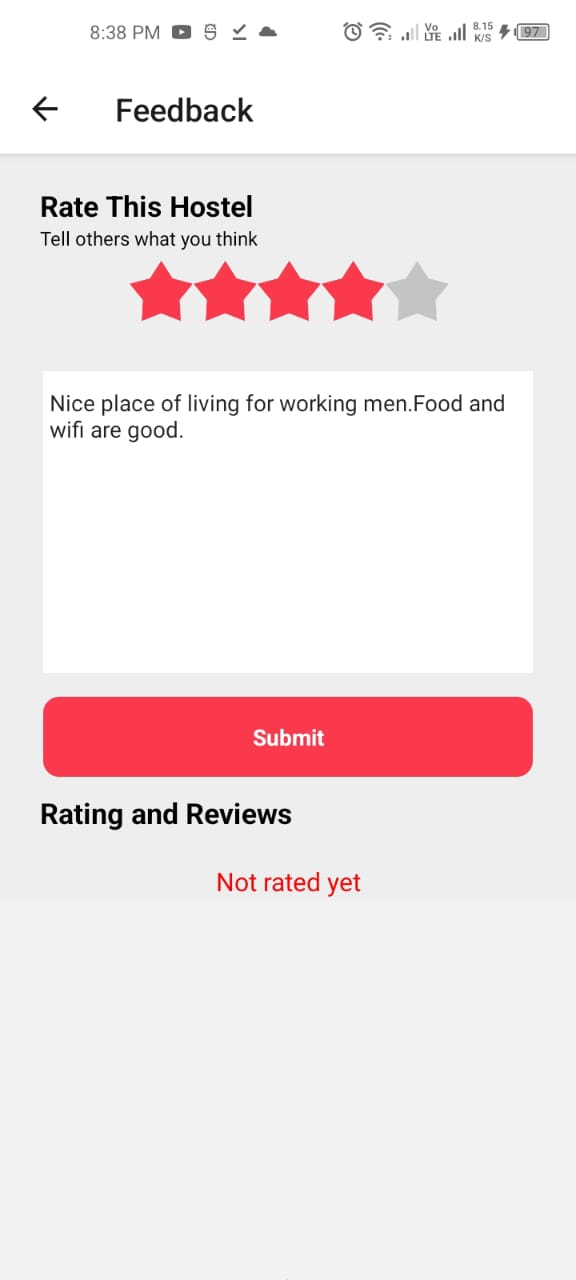 8:38 PM
Vo
LTE
8.15
K/S
97
Feedback
Rate This Hostel
Tell others what you think
Nice place of living for working men.Food and
wifi are good.
Submit
Rating and Reviews
Not rated yet